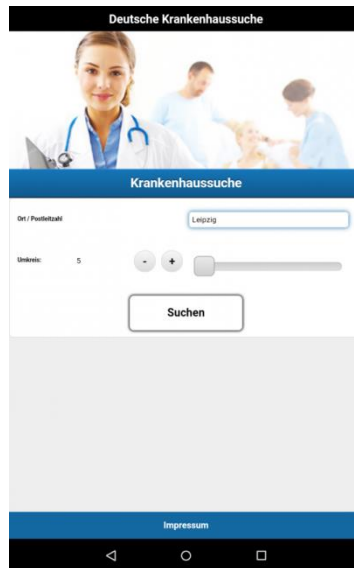 Deutsche Krankenhaussuche
Krankenhaussuche
Ort / Postleitzahl
Leipzig
Umkreis: 5 - +
Suchen
Impressum